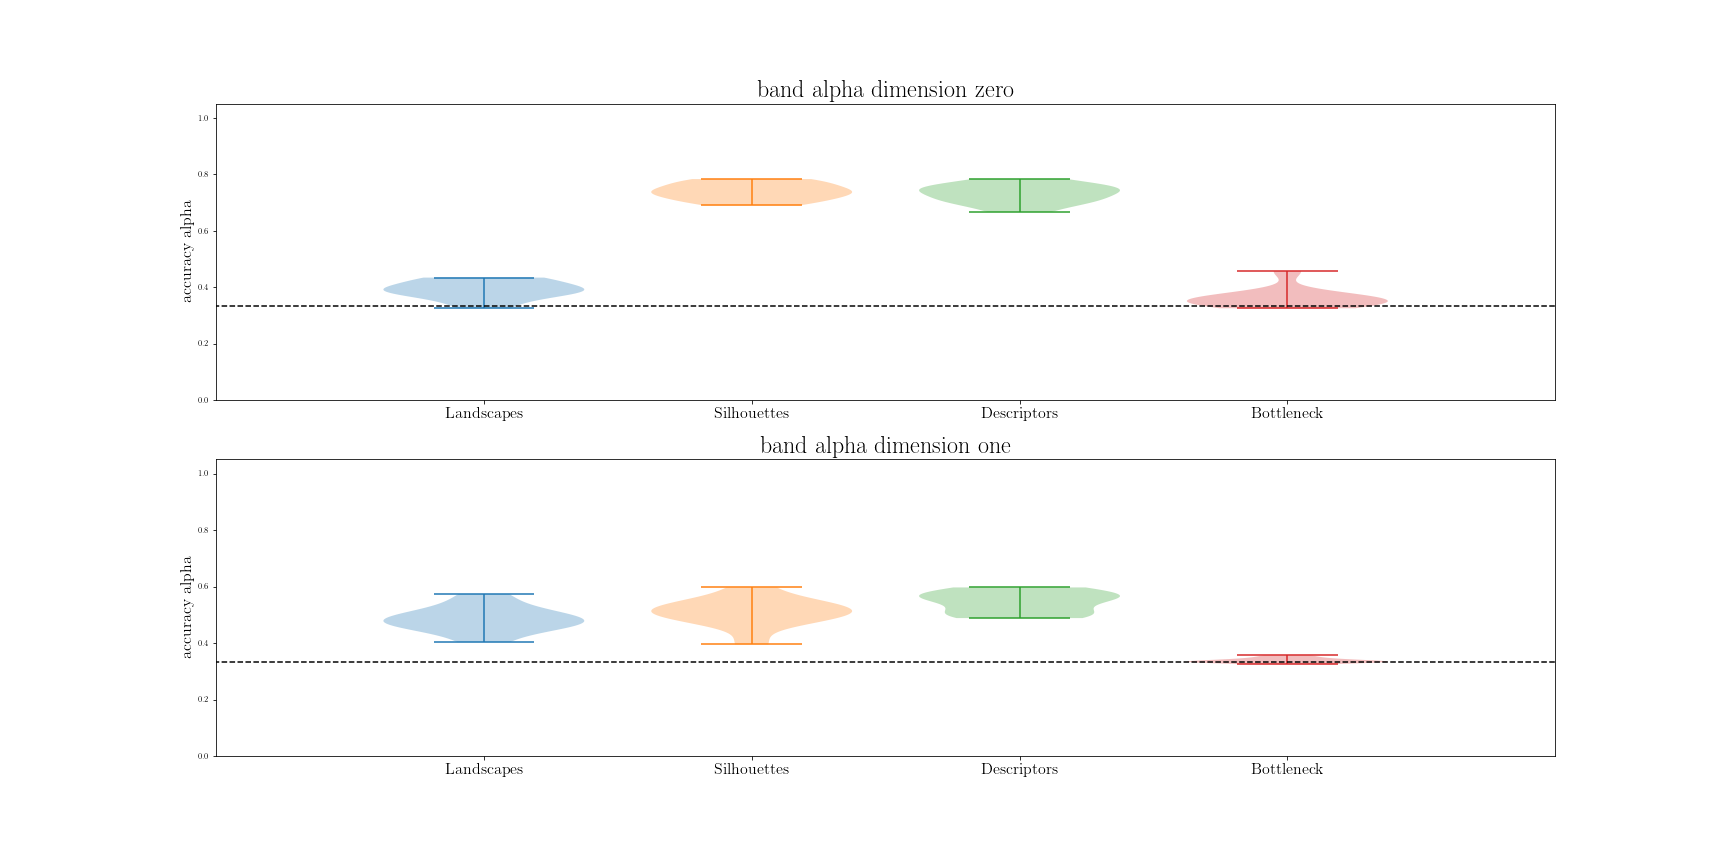 band alpha dimension zero
accuracy alpha
1.0
0.8
0.6
0.4
0.2
0.0
Landscapes Silhouettes Descriptors Bottleneck
band alpha dimension one
accuracy alpha
1.0
0.8
0.6
0.4
0.2
0.0
Landscapes Silhouettes Descriptors Bottleneck